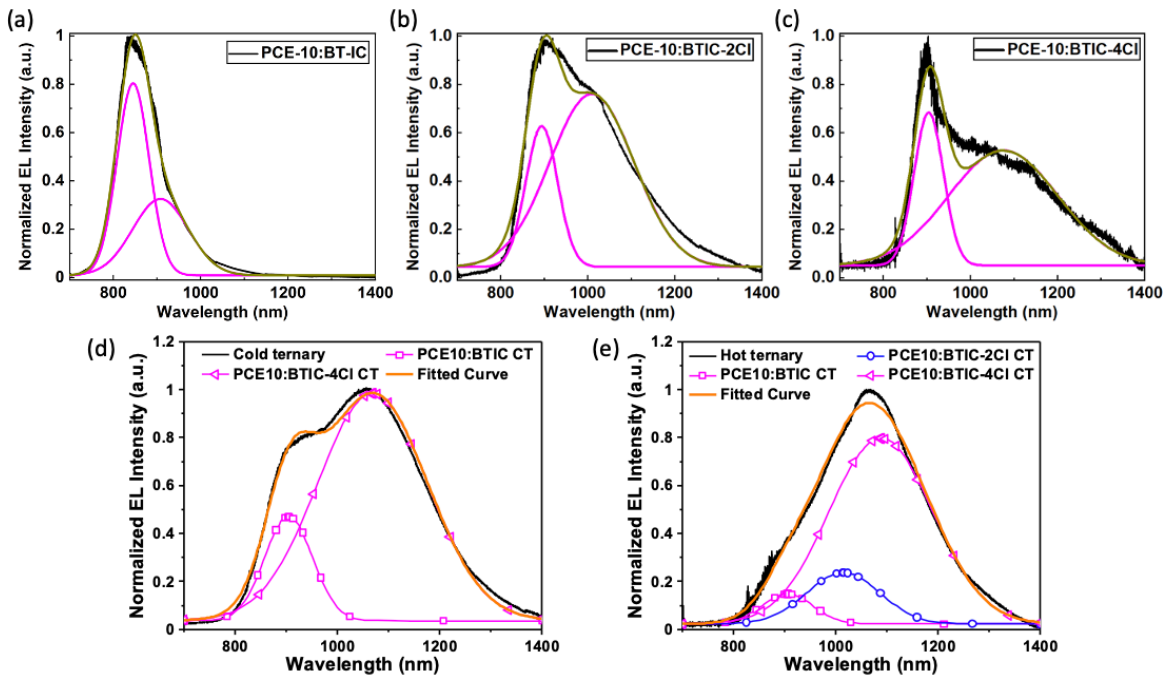 (a)
PCE-10:BT-IC
Normalized EL Intensity (a.u.)
1
0.8
0.6
0.4
0.2
0.0
800 1000 1200 1400
Wavelength (nm)
(b)
PCE-10:BTIC-2Cl
Normalized EL Intensity (a.u.)
1
0.8
0.6
0.4
0.2
0.0
800 1000 1200 1400
Wavelength (nm)
(c)
PCE-10:BTIC-4Cl
Normalized EL Intensity (a.u.)
1
0.8
0.6
0.4
0.2
0.0
800 1000 1200 1400
Wavelength (nm)
(d)
Cold ternary PCE10:BTIC CT
PCE10:BTIC-4Cl CT Fitted Curve
Normalized EL Intensity (a.u.)
1.2
1
0.8
0.6
0.4
0.2
0
800 1000 1200 1400
Wavelength (nm)
(e)
Hot ternary PCE10:BTIC-2Cl CT
PCE10:BTIC CT PCE10:BTIC-4Cl CT
Fitted Curve
Normalized EL Intensity (a.u.)
1.2
1
0.8
0.6
0.4
0.2
0
800 1000 1200 1400
Wavelength (nm)